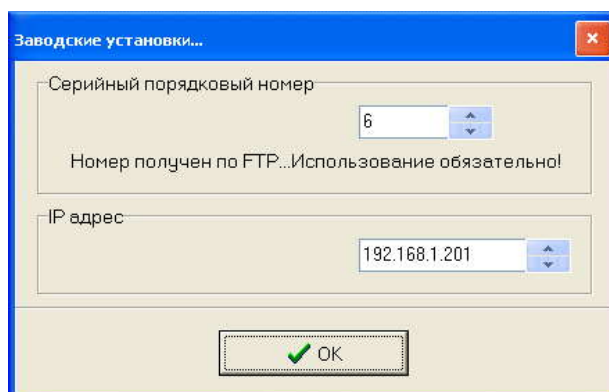 Заводские установки...
Серийный порядковый номер
6
Номер получен по FTP...Использование обязательно!
IP адрес
192.168.1.201
OK